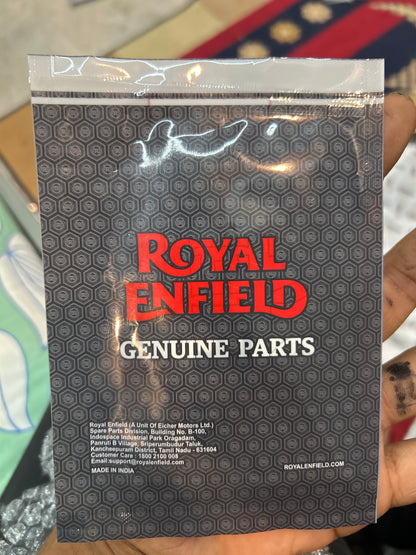 ROYAL
ENFIELD
GENUINE PARTS
Royal Enfield (A Unit Of Eicher Motors Ltd.)
Spare Parts Division, Building No. B-100,
Indospace Industrial Park Oragadam,
Panruti B Village, Sriperumbudur Taluk,
Kancheepuram District, Tamil Nadu - 631604
Customer Care : 1800 2100 008
Email:support@royalenfield.com
MADE IN INDIA
ROYALENFIELD.COM